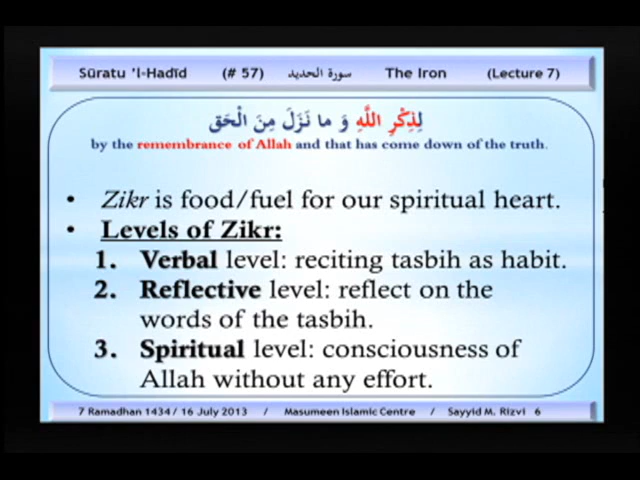 Sūratu ’l-Hadīd (# 57) سورة الحديد The Iron (Lecture 7)
لِذِكْرِ اللَّهِ وَ ما نَزَلَ مِنَ الْحَق
by the remembrance of Allah and that has come down of the truth.
• Zikr is food/fuel for our spiritual heart.
• Levels of Zikr:
1. Verbal level: reciting tasbih as habit.
2. Reflective level: reflect on the
words of the tasbih.
3. Spiritual level: consciousness of
Allah without any effort.
7 Ramadhan 1434 / 16 July 2013 / Masumeen Islamic Centre / Sayyid M. Rizvi 6